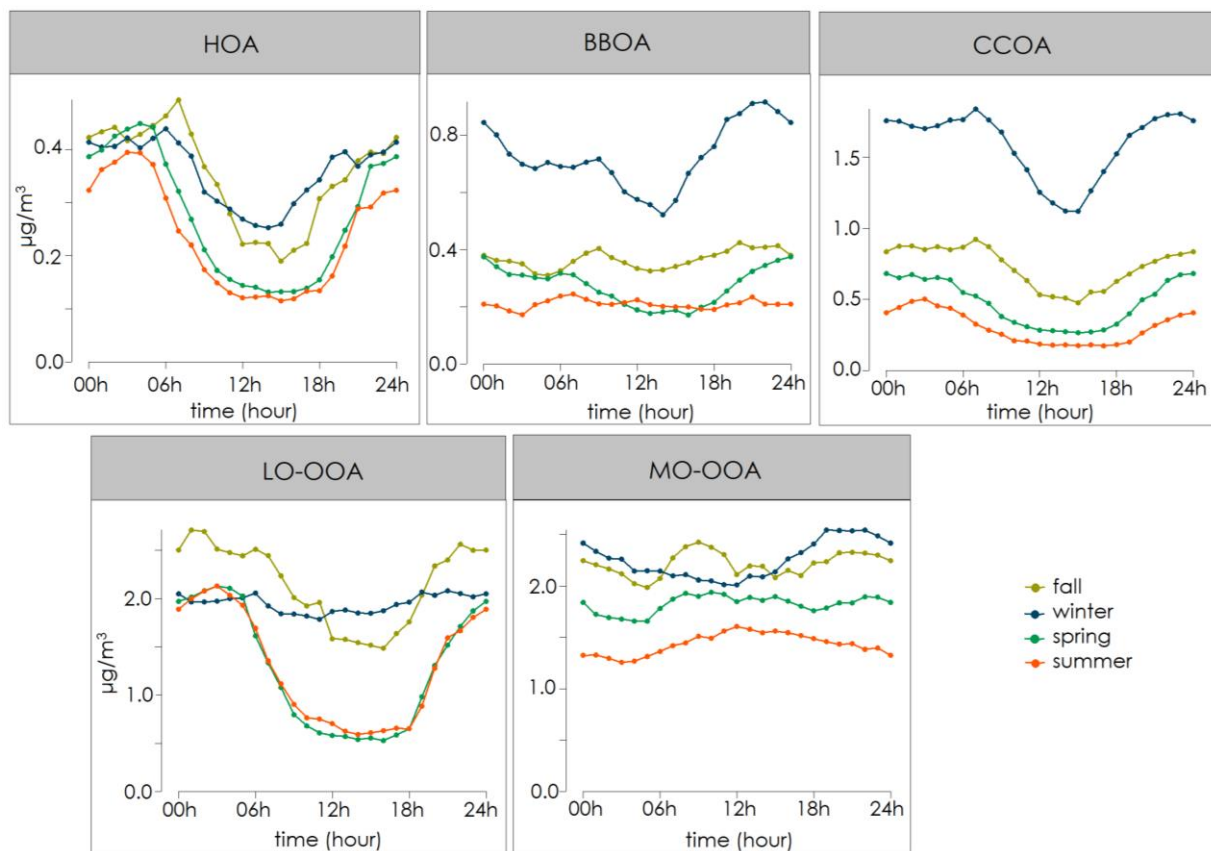 HOA
BBOA
CCOA
µg/m³
0.4
0.2
0.0
00h 06h 12h 18h 24h
time (hour)
0.8
0.4
0.0
00h 06h 12h 18h 24h
time (hour)
1.5
1.0
0.5
0.0
00h 06h 12h 18h 24h
time (hour)
LO-OOA
MO-OOA
µg/m³
2.0
1.0
0.0
00h 06h 12h 18h 24h
time (hour)
2.0
1.0
0.0
00h 06h 12h 18h 24h
time (hour)
fall
winter
spring
summer